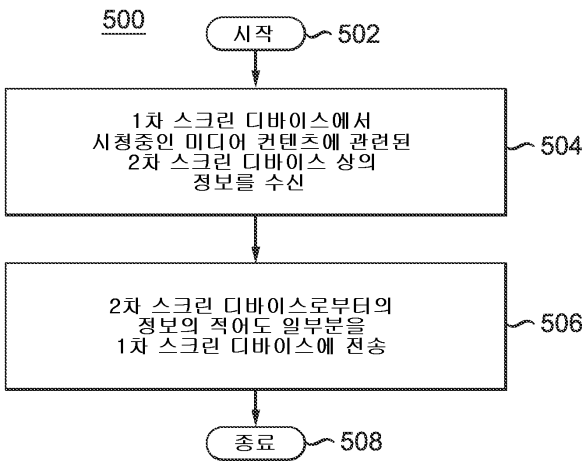 500
시작
502
1차 스크린 디바이스에서
시청중인 미디어 컨텐츠에 관련된
2차 스크린 디바이스 상의
정보를 수신
504
2차 스크린 디바이스로부터의
정보의 적어도 일부분을
1차 스크린 디바이스에 전송
506
종료
508